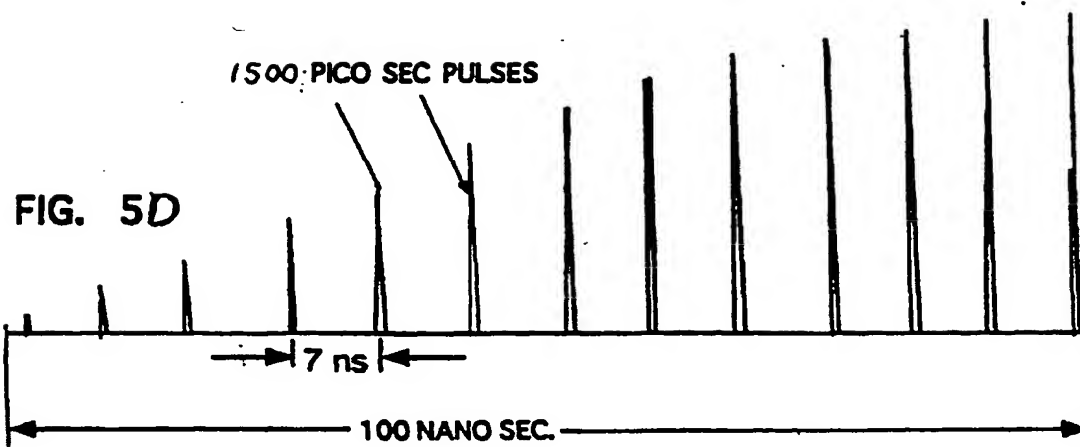 1500 PICO SEC PULSES
FIG. 5D
7 ns
100 NANO SEC.